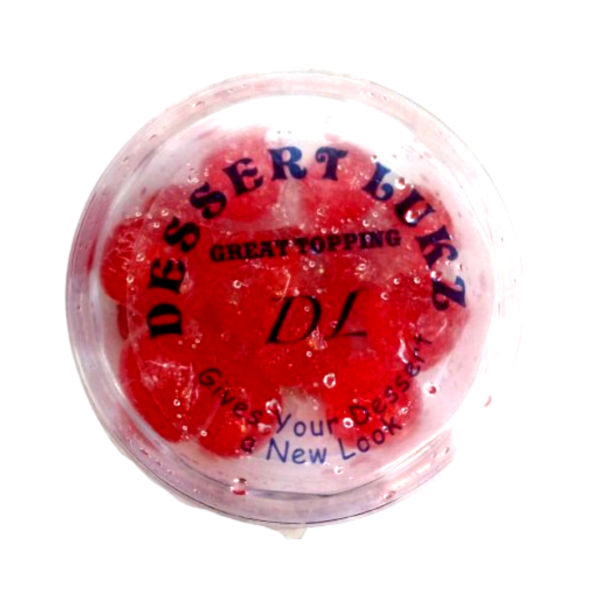 DESSERT LUKZ
GREAT TOPPING
DL
Gives Your Dessert
a New Look